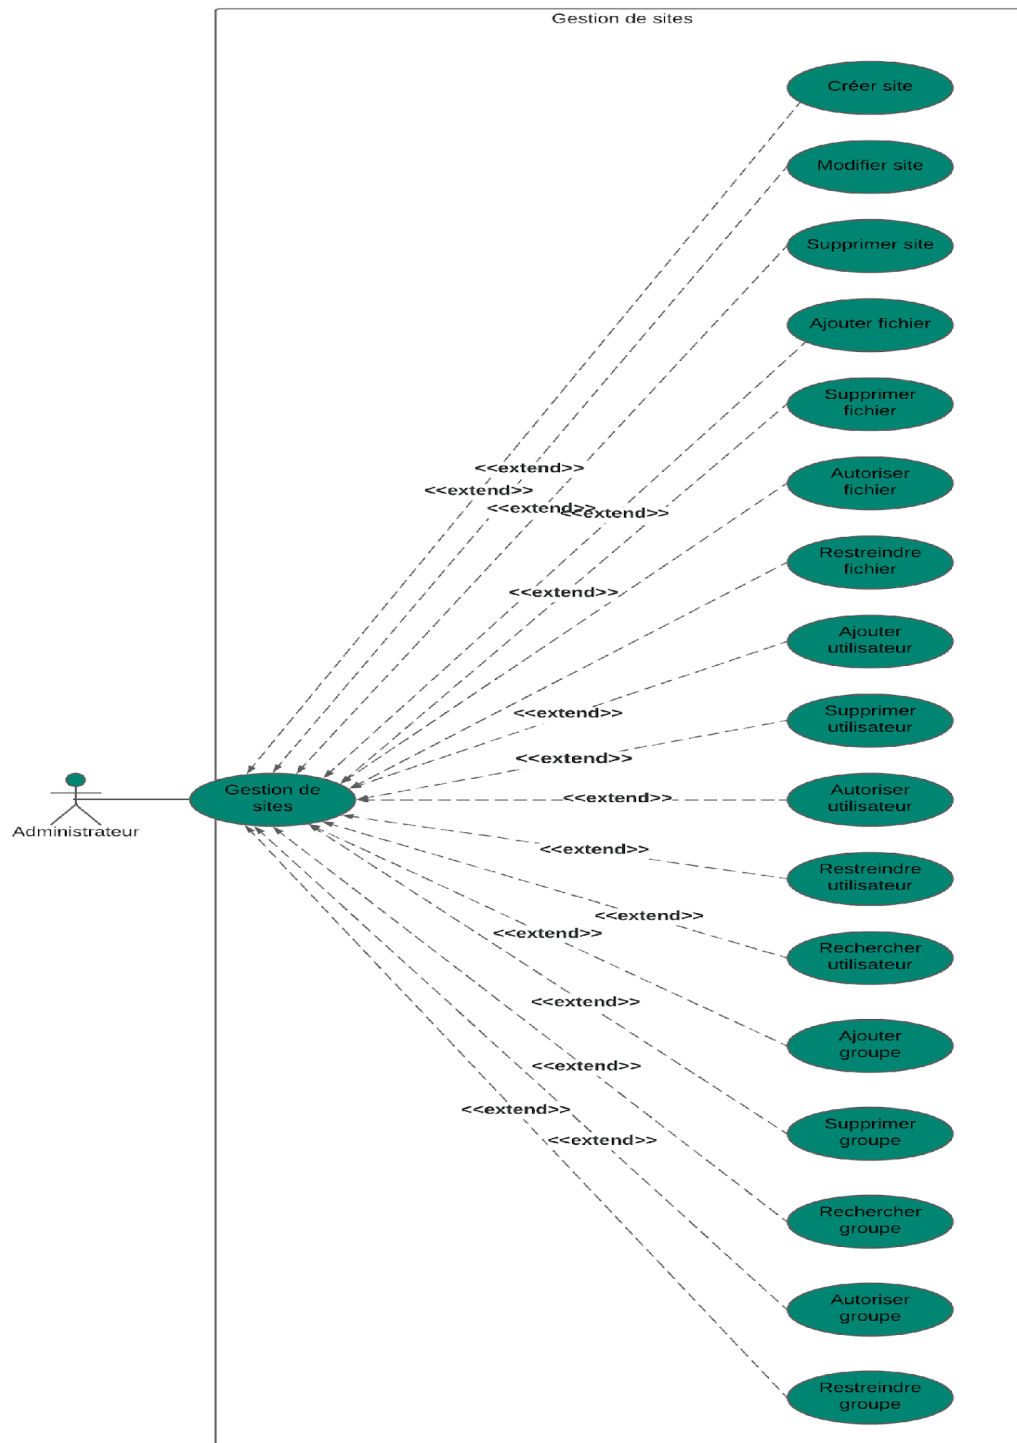 Gestion de sites
Créer site
Modifier site
Supprimer site
Ajouter fichier
Supprimer
fichier
Autoriser
fichier
<<extend>>
<<extend>>
<<extend>>
<<extend>>
Restreindre
fichier
<<extend>>
Ajouter
utilisateur
<<extend>>
Supprimer
utilisateur
<<extend>>
Gestion de
sites
Administrateur
Autoriser
utilisateur
<<extend>>
Restreindre
utilisateur
<<extend>>
Rechercher
utilisateur
<<extend>>
<<extend>>
Ajouter
groupe
<<extend>>
Supprimer
groupe
<<extend>>
<<extend>>
<<extend>>
Rechercher
groupe
Autoriser
groupe
Restreindre
groupe